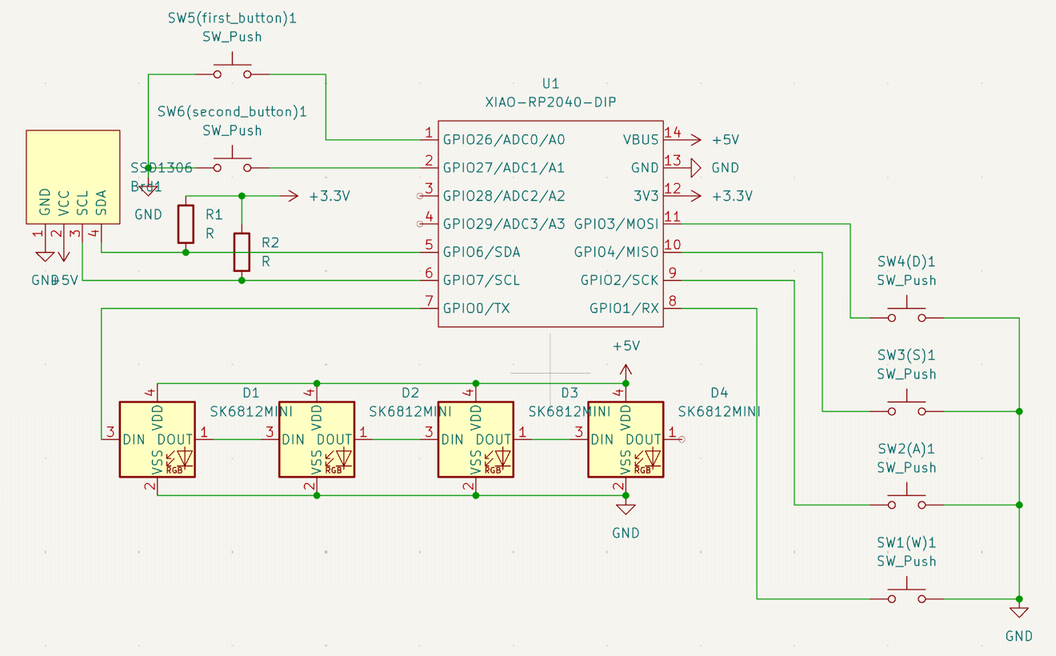 SW5(first_button)1
SW_Push
SW6(second_button)1
SW_Push
SSD1306
Brd1
GND
VCC
SCL
SDA
1
2
3
4
GND
+5V
GND
R1
R
R2
R
+3.3V
U1
XIAO-RP2040-DIP
1 GPIO26/ADC0/A0
2 GPIO27/ADC1/A1
3 GPIO28/ADC2/A2
4 GPIO29/ADC3/A3
5 GPIO6/SDA
6 GPIO7/SCL
7 GPIO0/TX
VBUS 14 +5V
GND 13 GND
3V3 12 +3.3V
GPIO3/MOSI 11
GPIO4/MISO 10
GPIO2/SCK 9
GPIO1/RX 8
SW4(D)1
SW_Push
SW3(S)1
SW_Push
SW2(A)1
SW_Push
SW1(W)1
SW_Push
GND
+5V
D1
SK6812MINI
4
VDD
3 DIN DOUT 1
VSS
RGB
2
D2
SK6812MINI
4
VDD
3 DIN DOUT 1
VSS
RGB
2
D3
SK6812MINI
4
VDD
3 DIN DOUT 1
VSS
RGB
2
D4
SK6812MINI
4
VDD
3 DIN DOUT 1
VSS
RGB
2
GND